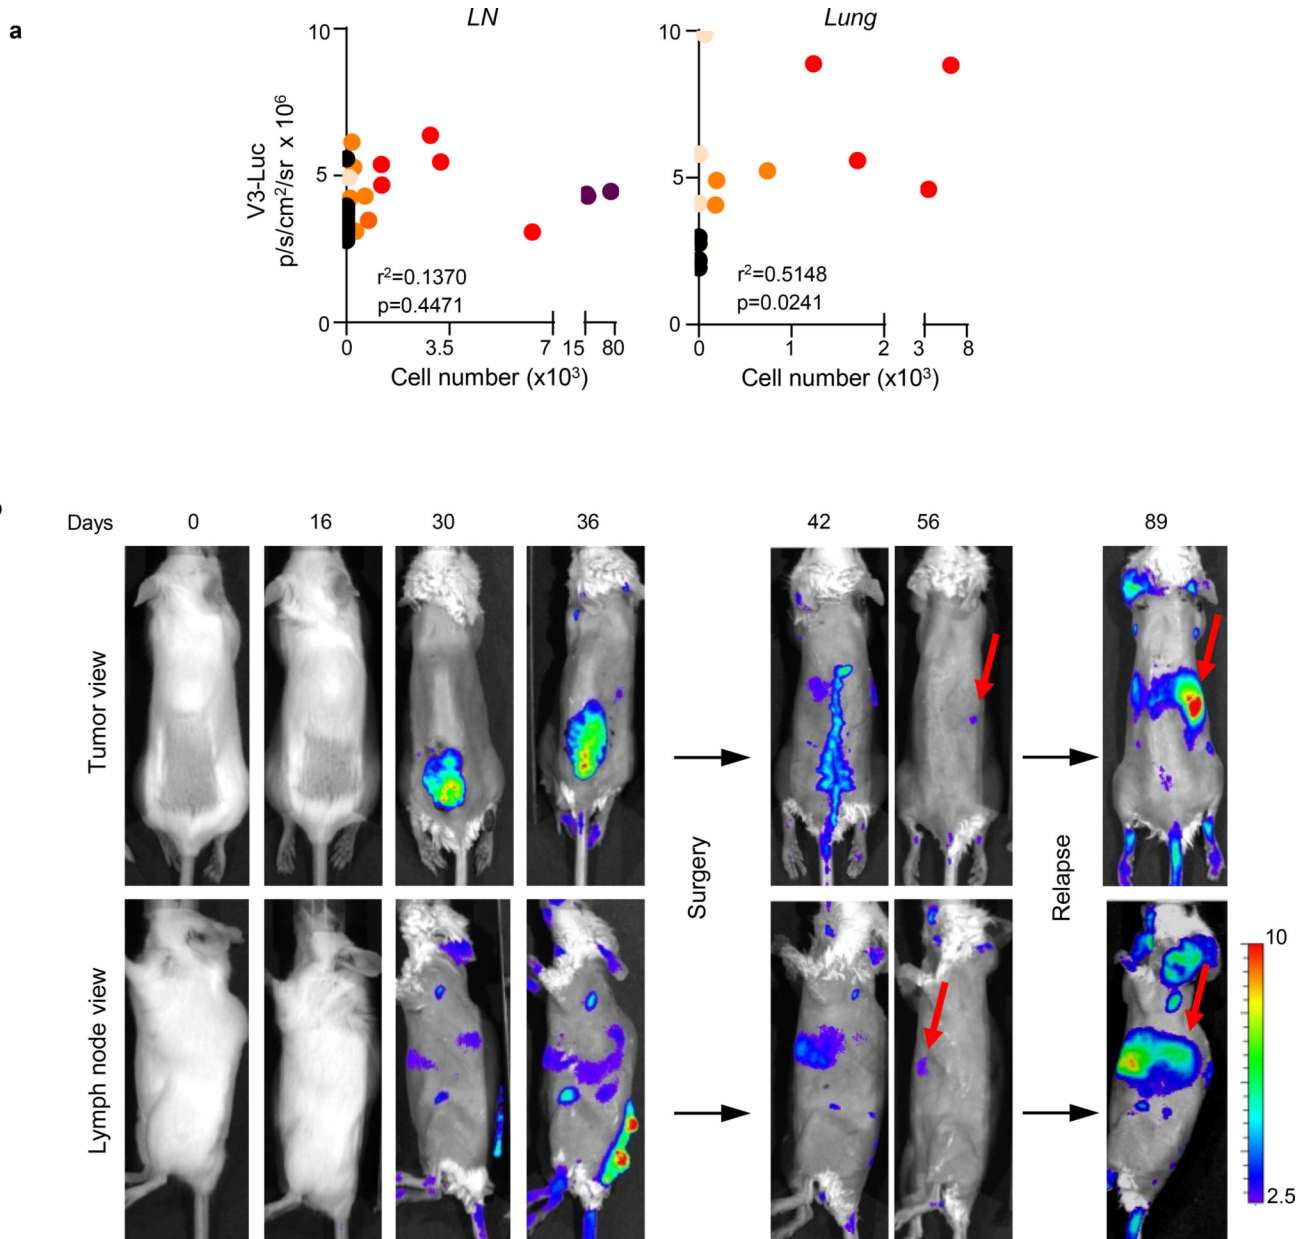 a
LN
Lung
10
5
0
V3-Luc
p/s/cm²/sr x 10⁶
r²=0.1370
p=0.4471
0 3.5 7 15 80
Cell number (x10³)
10
5
0
r²=0.5148
p=0.0241
0 1 2 3 8
Cell number (x10³)
Days 0 16 30 36 42 56 89
Tumor view
Surgery
Relapse
Lymph node view
10
2.5